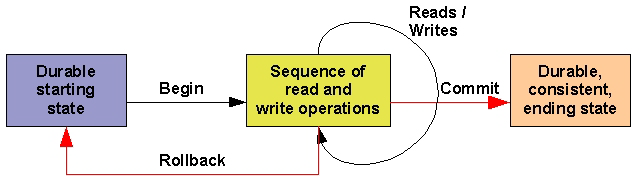 Reads /
Writes
Durable
starting
state
Begin
Sequence of
read and
write operations
Commit
Durable,
consistent,
ending state
Rollback